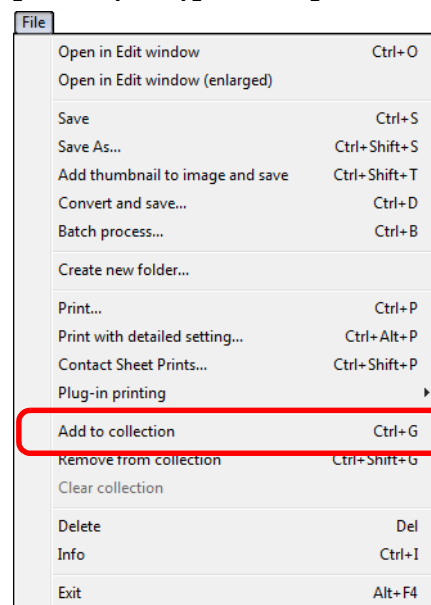 File
Open in Edit window Ctrl+O
Open in Edit window (enlarged)
Save Ctrl+S
Save As... Ctrl+Shift+S
Add thumbnail to image and save Ctrl+Shift+T
Convert and save... Ctrl+D
Batch process... Ctrl+B
Create new folder...
Print... Ctrl+P
Print with detailed setting... Ctrl+Alt+P
Contact Sheet Prints... Ctrl+Shift+P
Plug-in printing
Add to collection Ctrl+G
Remove from collection Ctrl+Shift+G
Clear collection
Delete Del
Info Ctrl+I
Exit Alt+F4